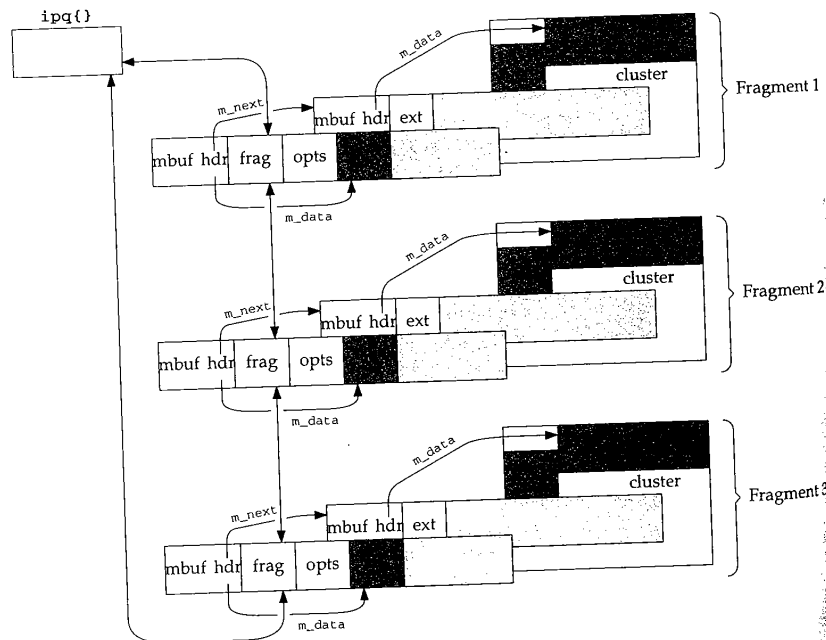 ipq{}
m_data
cluster
Fragment 1
m_next
mbuf hdr ext
mbuf hdr frag opts
m_data
m_data
cluster
Fragment 2
m_next
mbuf hdr ext
mbuf hdr frag opts
m_data
m_data
cluster
Fragment 3
m_next
mbuf hdr ext
mbuf hdr frag opts
m_data